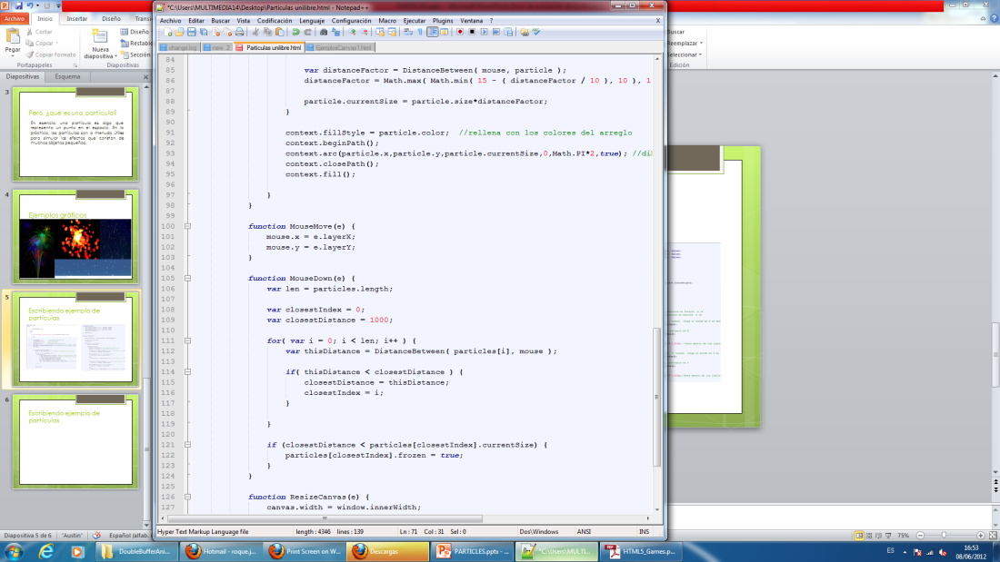 *C:\Users\MULTIMEDIA14\Desktop\Particulas unilibre.html - Notepad++
Archivo Inicio Insertar Diseño Transi
Archivo Editar Buscar Vista Codificación Lenguaje Configuración Macro Ejecutar Plugins Ventana ? X
Pegar
Cortar
Copiar
Copiar formato
Portapapeles
Nueva diapositiva
Diseño
Restable
Sección
Diapositivas
Buscar
Reemplazar
Seleccionar
Edición
change.log new 2 Particulas unilibre.html EjemplosCanvas1.html
Diapositivas Esquema
3
Pero, ¿qué es una partícula?
En esencia, una partícula es algo que
representa un punto en el espacio. En la
práctica, las partículas son a menudo útiles
para simular los efectos que constan de
muchos objetos pequeños.
4
Ejemplos gráficos
5
Escribiendo ejemplo de
partículas
6
Escribiendo ejemplo de
partículas
84
85 var distanceFactor = DistanceBetween( mouse, particle );
86 distanceFactor = Math.max( Math.min( 15 - ( distanceFactor / 10 ), 10 ), 1
87
88 particle.currentSize = particle.size*distanceFactor;
89 }
90
91 context.fillStyle = particle.color; //rellena con los colores del arreglo
92 context.beginPath();
93 context.arc(particle.x,particle.y,particle.currentSize,0,Math.PI*2,true); //di
94 context.closePath();
95 context.fill();
96
97 }
98 }
99
100 function MouseMove(e) {
101 mouse.x = e.layerX;
102 mouse.y = e.layerY;
103 }
104
105 function MouseDown(e) {
106 var len = particles.length;
107
108 var closestIndex = 0;
109 var closestDistance = 1000;
110
111 for( var i = 0; i < len; i++ ) {
112 var thisDistance = DistanceBetween( particles[i], mouse );
113
114 if( thisDistance < closestDistance ) {
115 closestDistance = thisDistance;
116 closestIndex = i;
117 }
118
119 }
120
121 if (closestDistance < particles[closestIndex].currentSize) {
122 particles[closestIndex].frozen = true;
123 }
124 }
125
126 function ResizeCanvas(e) {
127 canvas.width = window.innerWidth;
Hyper Text Markup Language file length : 4346 lines : 139 Ln : 71 Col : 31 Sel : 0 Dos\Windows ANSI INS
Diapositiva 5 de 6 "Austin" Español (alfab. 75%
DoubleBufferAni... Hotmail - roque.j... Print Screen on W... Descargas PARTICLES.pptx - ... *C:\Users\MULTI... HTML5_Games.p...
ES
16:53
08/06/2012